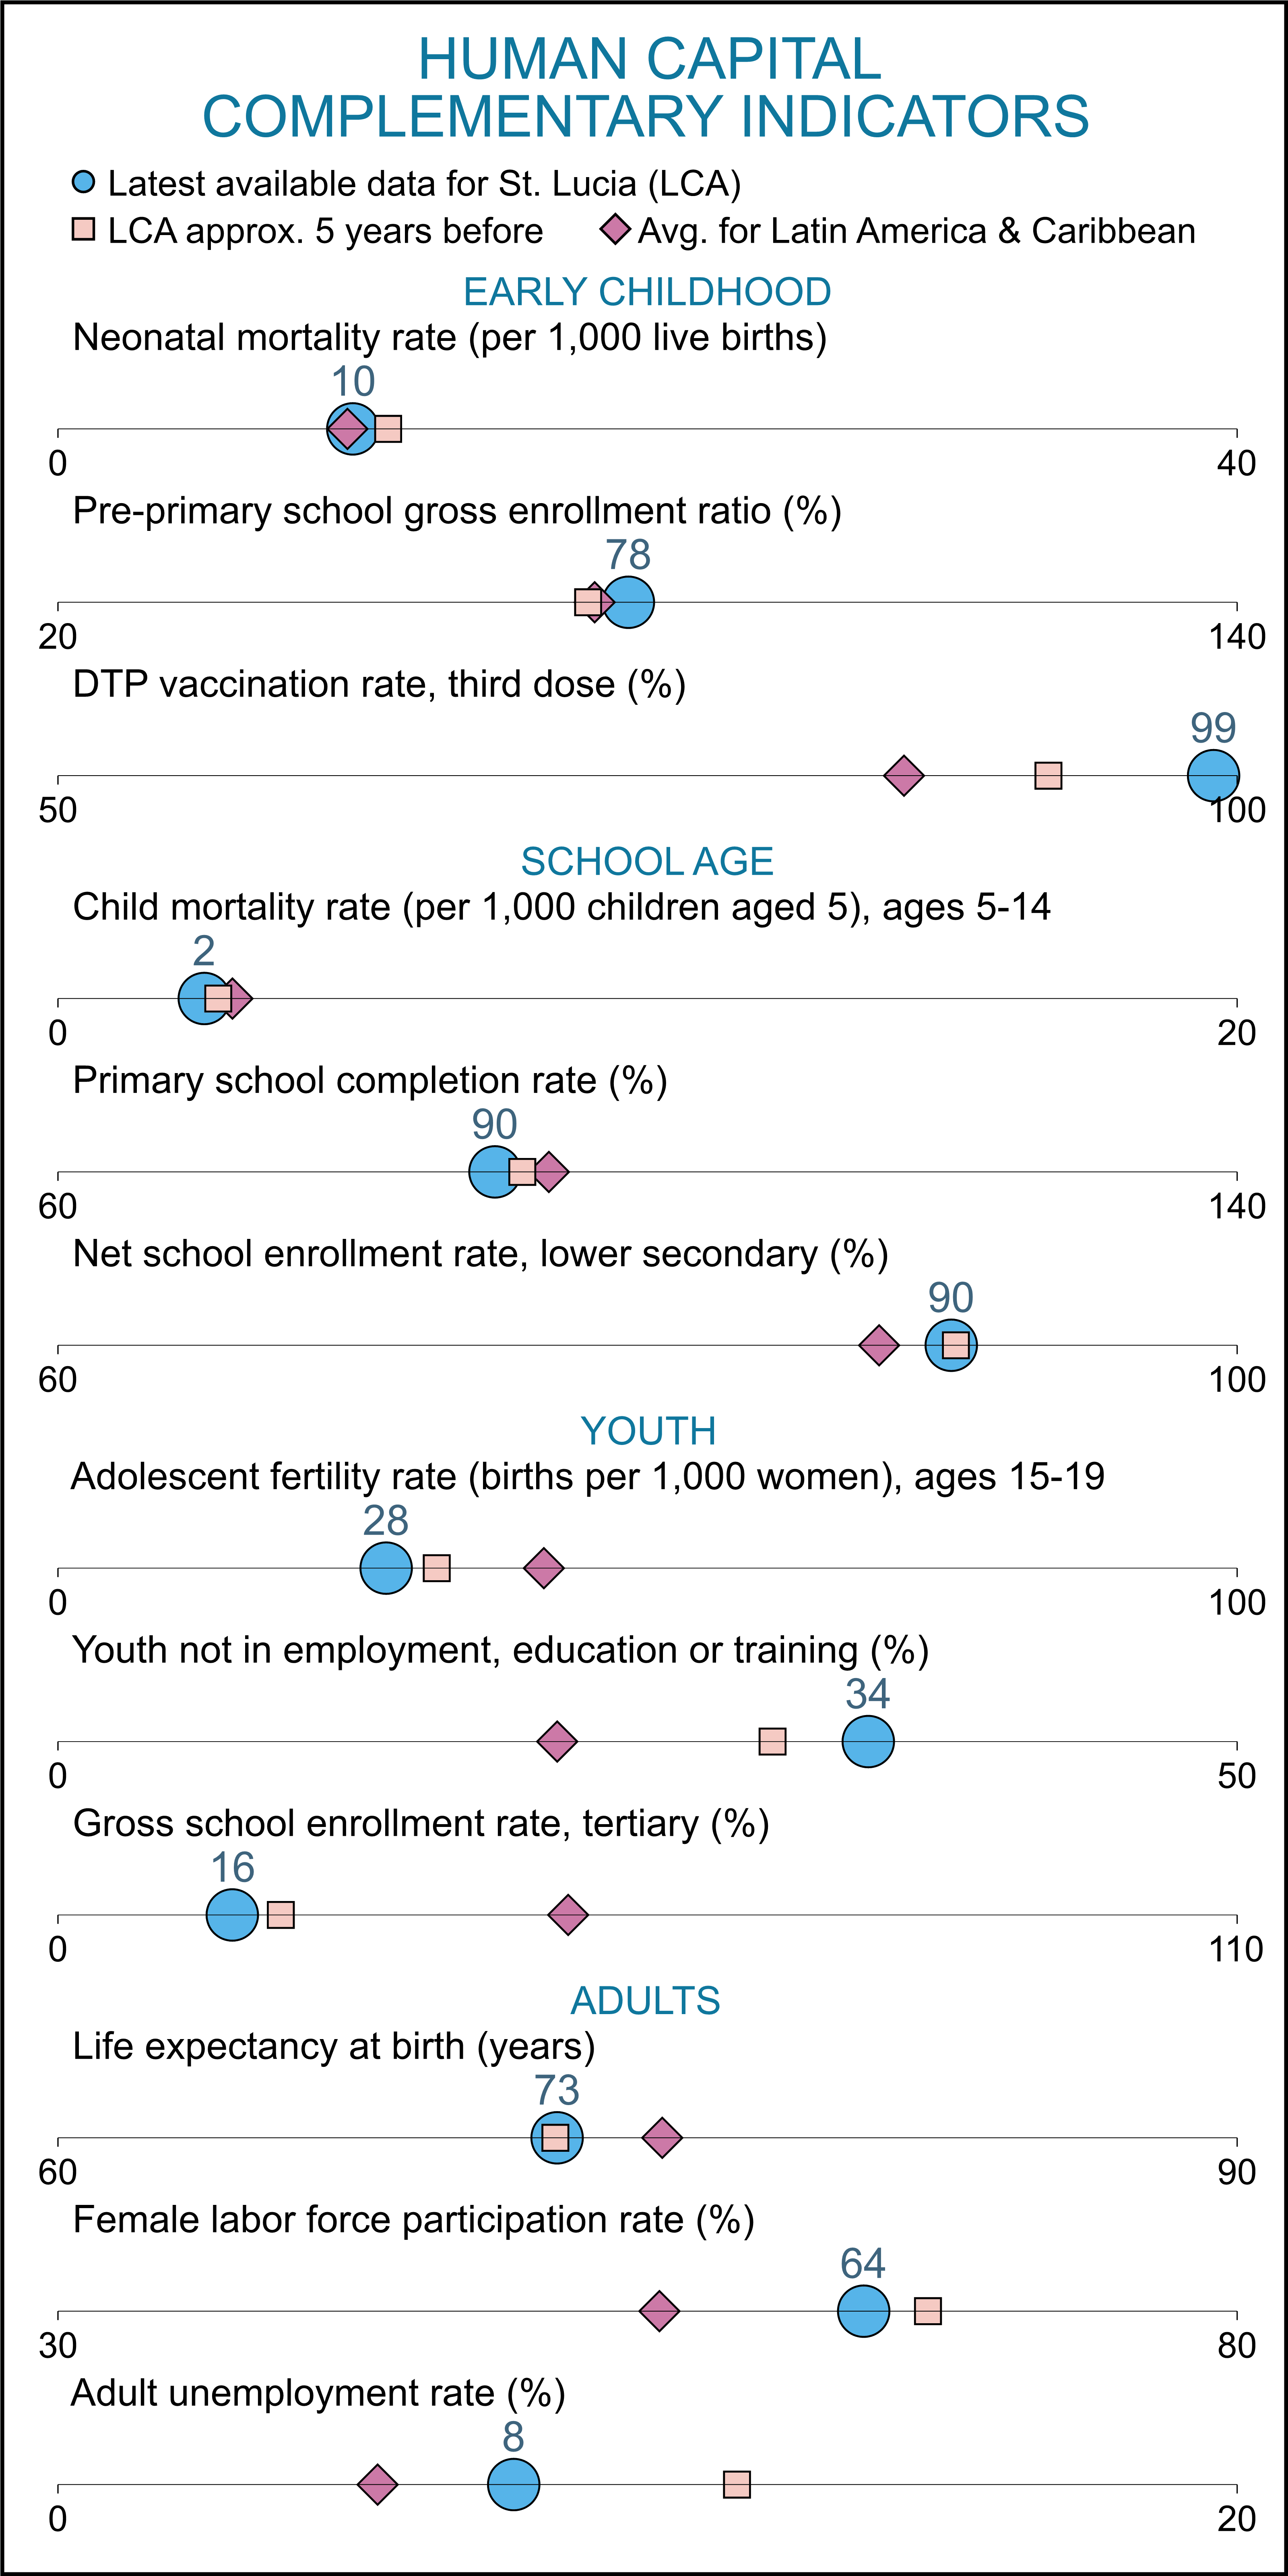 HUMAN CAPITAL
COMPLEMENTARY INDICATORS
Latest available data for St. Lucia (LCA)
LCA approx. 5 years before Avg. for Latin America & Caribbean
EARLY CHILDHOOD
Neonatal mortality rate (per 1,000 live births)
10
0 40
Pre-primary school gross enrollment ratio (%)
78
20 140
DTP vaccination rate, third dose (%)
99
50 100
SCHOOL AGE
Child mortality rate (per 1,000 children aged 5), ages 5-14
2
0 20
Primary school completion rate (%)
90
60 140
Net school enrollment rate, lower secondary (%)
90
60 100
YOUTH
Adolescent fertility rate (births per 1,000 women), ages 15-19
28
0 100
Youth not in employment, education or training (%)
34
0 50
Gross school enrollment rate, tertiary (%)
16
0 110
ADULTS
Life expectancy at birth (years)
73
60 90
Female labor force participation rate (%)
64
30 80
Adult unemployment rate (%)
8
0 20